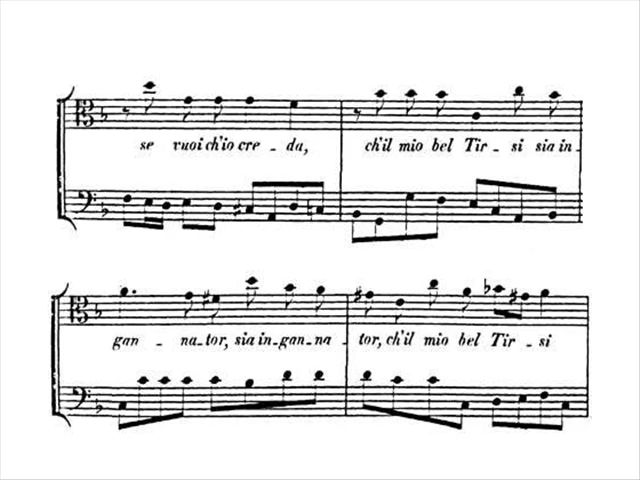 se vuoi ch'io cre - da, ch'il mio bel Tir - si sia in-
gan - na-tor, sia in-gan-na - tor, ch'il mio bel Tir - si